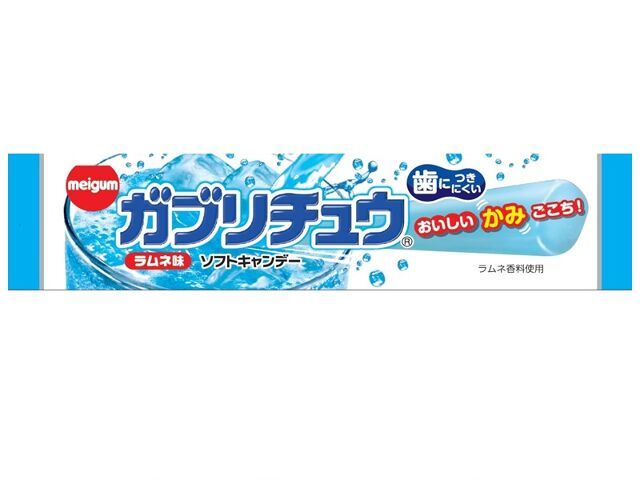 meigum
ガブリチュウ®
ラムネ味 ソフトキャンデー
歯につきにくい
おいしいかみごこち!
ラムネ香料使用